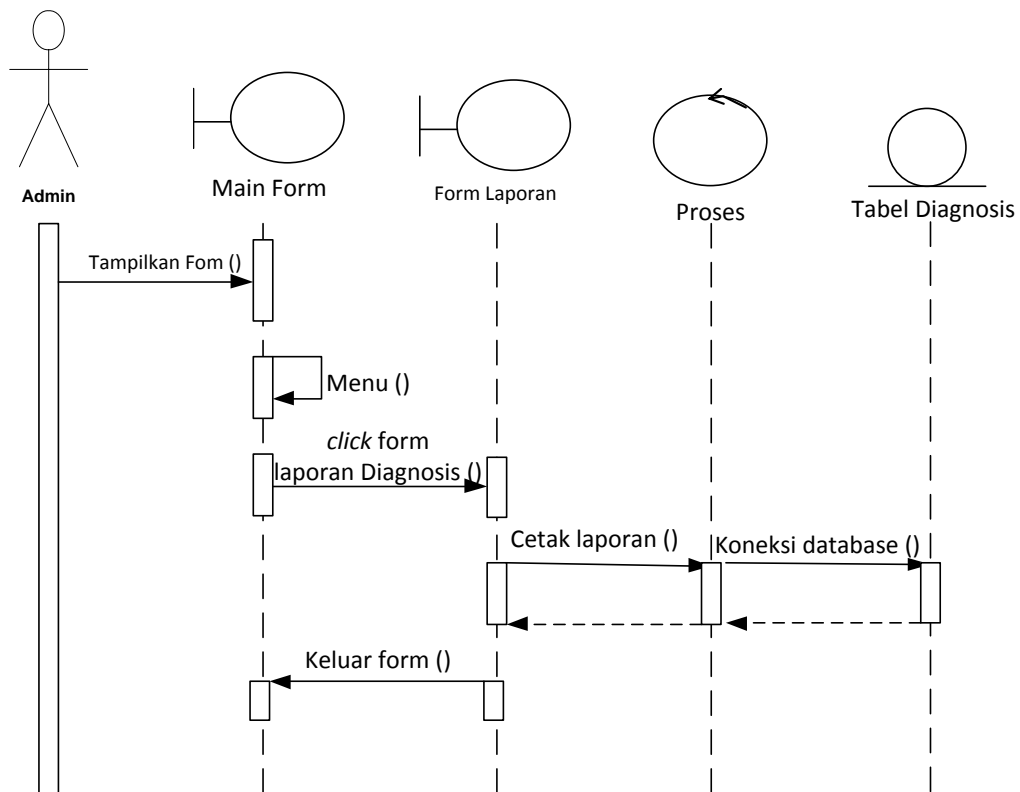 Admin
Main Form
Form Laporan
Proses
Tabel Diagnosis
Tampilkan Fom ()
Menu ()
click form
laporan Diagnosis ()
Cetak laporan ()
Koneksi database ()
Keluar form ()